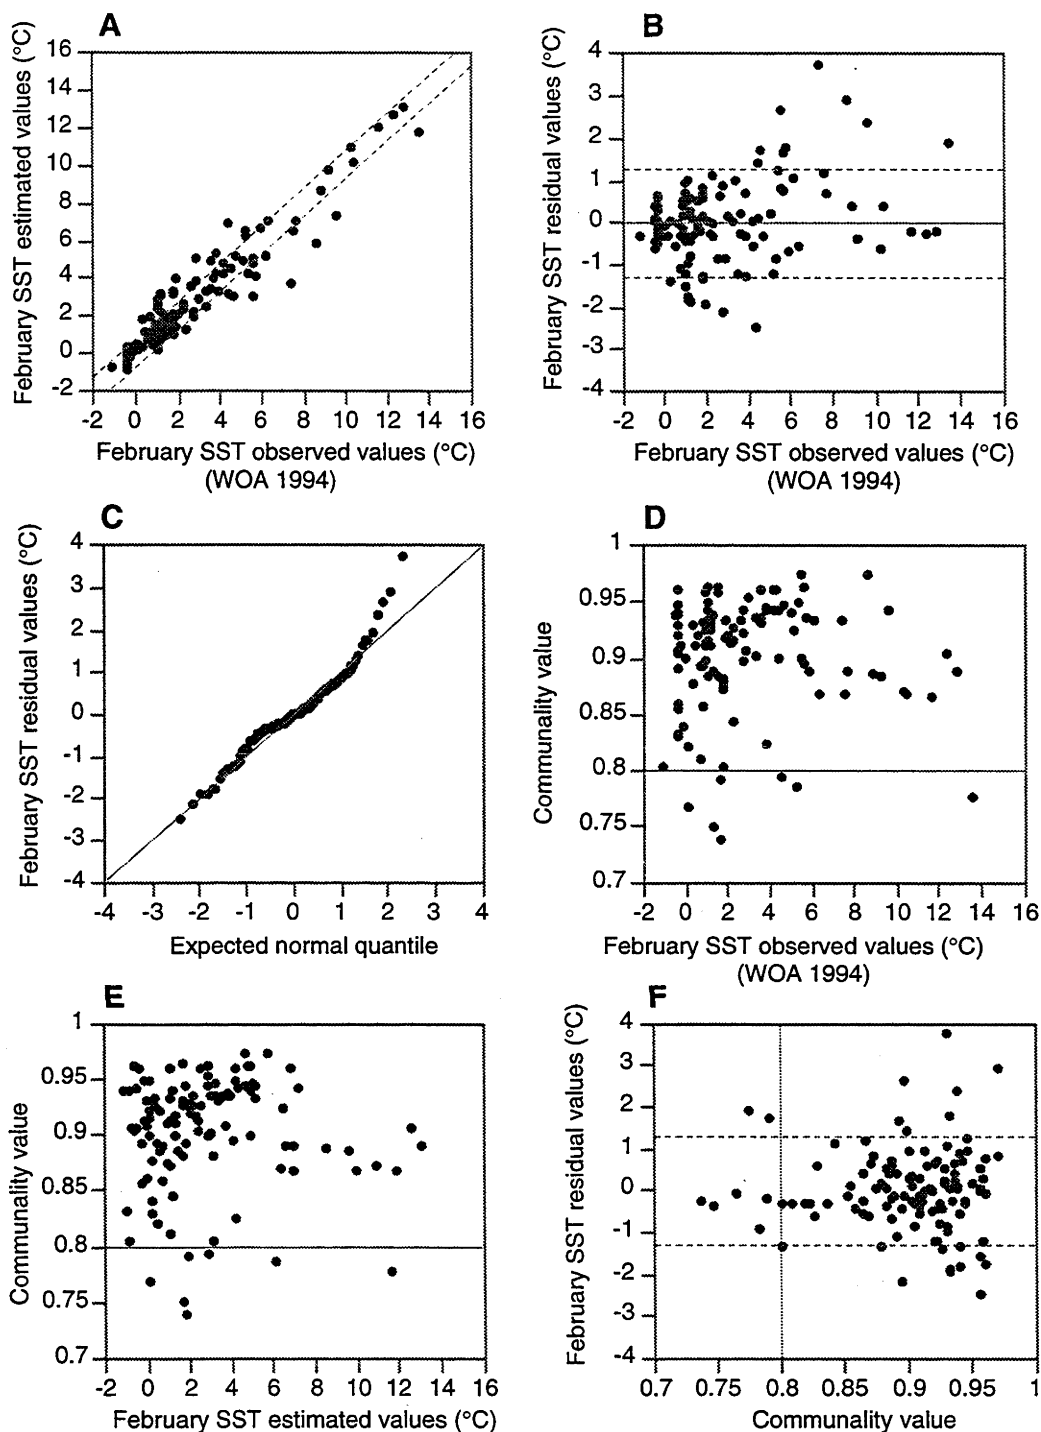 A
February SST estimated values (°C)
16
14
12
10
8
6
4
2
0
-2
-2 0 2 4 6 8 10 12 14 16
February SST observed values (°C)
(WOA 1994)
B
February SST residual values (°C)
4
3
2
1
0
-1
-2
-3
-4
-2 0 2 4 6 8 10 12 14 16
February SST observed values (°C)
(WOA 1994)
C
February SST residual values (°C)
4
3
2
1
0
-1
-2
-3
-4
-4 -3 -2 -1 0 1 2 3 4
Expected normal quantile
D
Communality value
1
0.95
0.9
0.85
0.8
0.75
0.7
-2 0 2 4 6 8 10 12 14 16
February SST observed values (°C)
(WOA 1994)
E
Communality value
1
0.95
0.9
0.85
0.8
0.75
0.7
-2 0 2 4 6 8 10 12 14 16
February SST estimated values (°C)
F
February SST residual values (°C)
4
3
2
1
0
-1
-2
-3
-4
0.7 0.75 0.8 0.85 0.9 0.95 1
Communality value